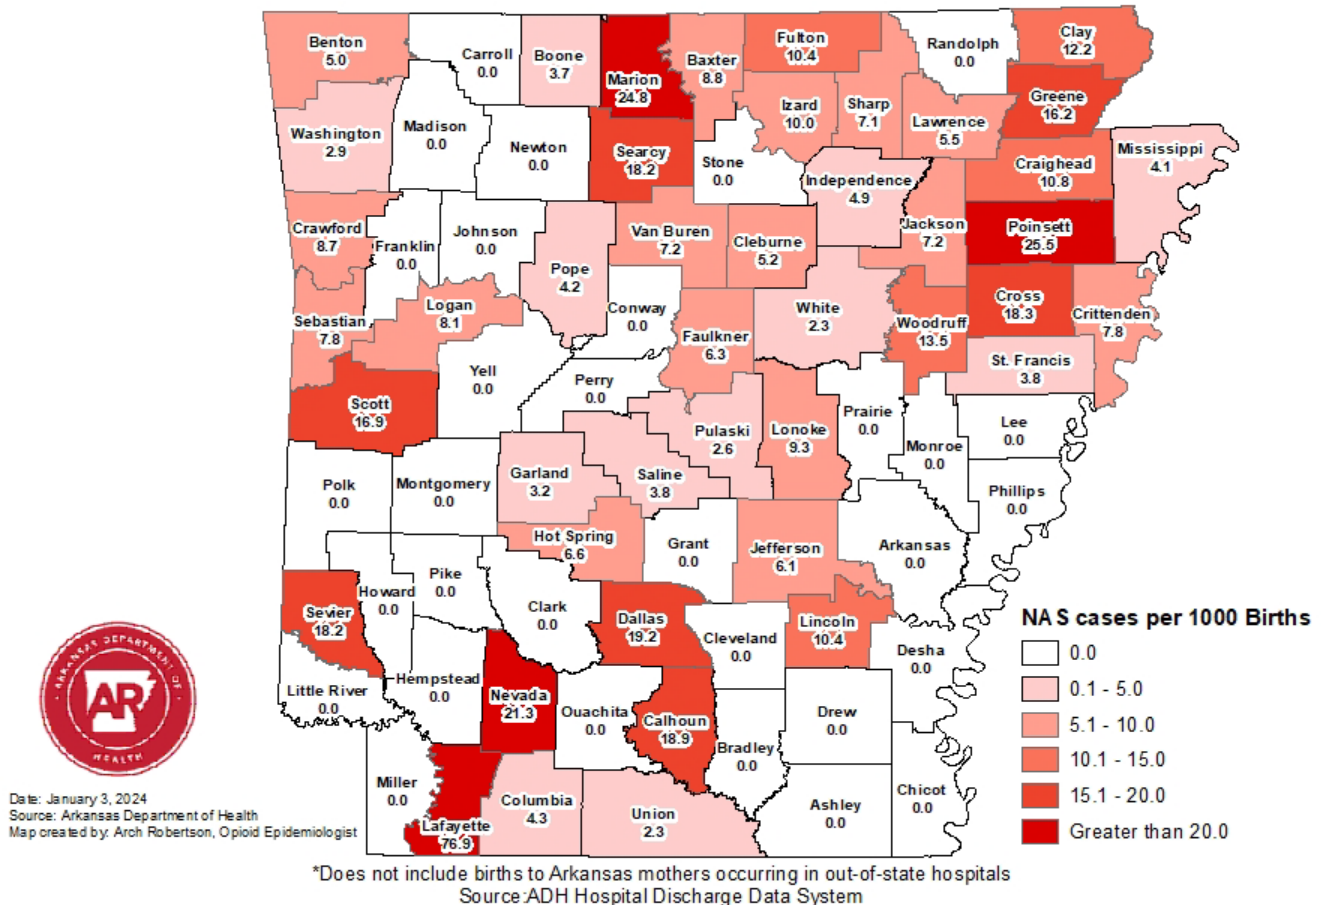 Benton
5.0
Carroll
0.0
Boone
3.7
Marion
24.8
Baxter
8.8
Fulton
10.4
Randolph
0.0
Clay
12.2
Greene
16.2
Washington
2.9
Madison
0.0
Newton
0.0
Searcy
18.2
Stone
0.0
Izard
10.0
Sharp
7.1
Lawrence
5.5
Craighead
10.8
Mississippi
4.1
Independence
4.9
Crawford
8.7
Franklin
0.0
Johnson
0.0
Pope
4.2
Van Buren
7.2
Cleburne
5.2
Jackson
7.2
Poinsett
25.5
Sebastian
7.8
Logan
8.1
Conway
0.0
Faulkner
6.3
White
2.3
Woodruff
13.5
Cross
18.3
Crittenden
7.8
St. Francis
3.8
Scott
16.9
Yell
0.0
Perry
0.0
Pulaski
2.6
Lonoke
9.3
Prairie
0.0
Monroe
0.0
Lee
0.0
Phillips
0.0
Polk
0.0
Montgomery
0.0
Garland
3.2
Saline
3.8
Hot Spring
6.6
Grant
0.0
Jefferson
6.1
Arkansas
0.0
Sevier
18.2
Howard
0.0
Pike
0.0
Clark
0.0
Dallas
19.2
Cleveland
0.0
Lincoln
10.4
Desha
0.0
Little River
0.0
Hempstead
0.0
Nevada
21.3
Ouachita
0.0
Calhoun
18.9
Bradley
0.0
Drew
0.0
Miller
0.0
Lafayette
76.9
Columbia
4.3
Union
2.3
Ashley
0.0
Chicot
0.0
NAS cases per 1000 Births
0.0
0.1 - 5.0
5.1 - 10.0
10.1 - 15.0
15.1 - 20.0
Greater than 20.0
ARKANSAS DEPARTMENT OF
AR
HEALTH
Date: January 3, 2024
Source: Arkansas Department of Health
Map created by: Arch Robertson, Opioid Epidemiologist
*Does not include births to Arkansas mothers occurring in out-of-state hospitals
Source:ADH Hospital Discharge Data System